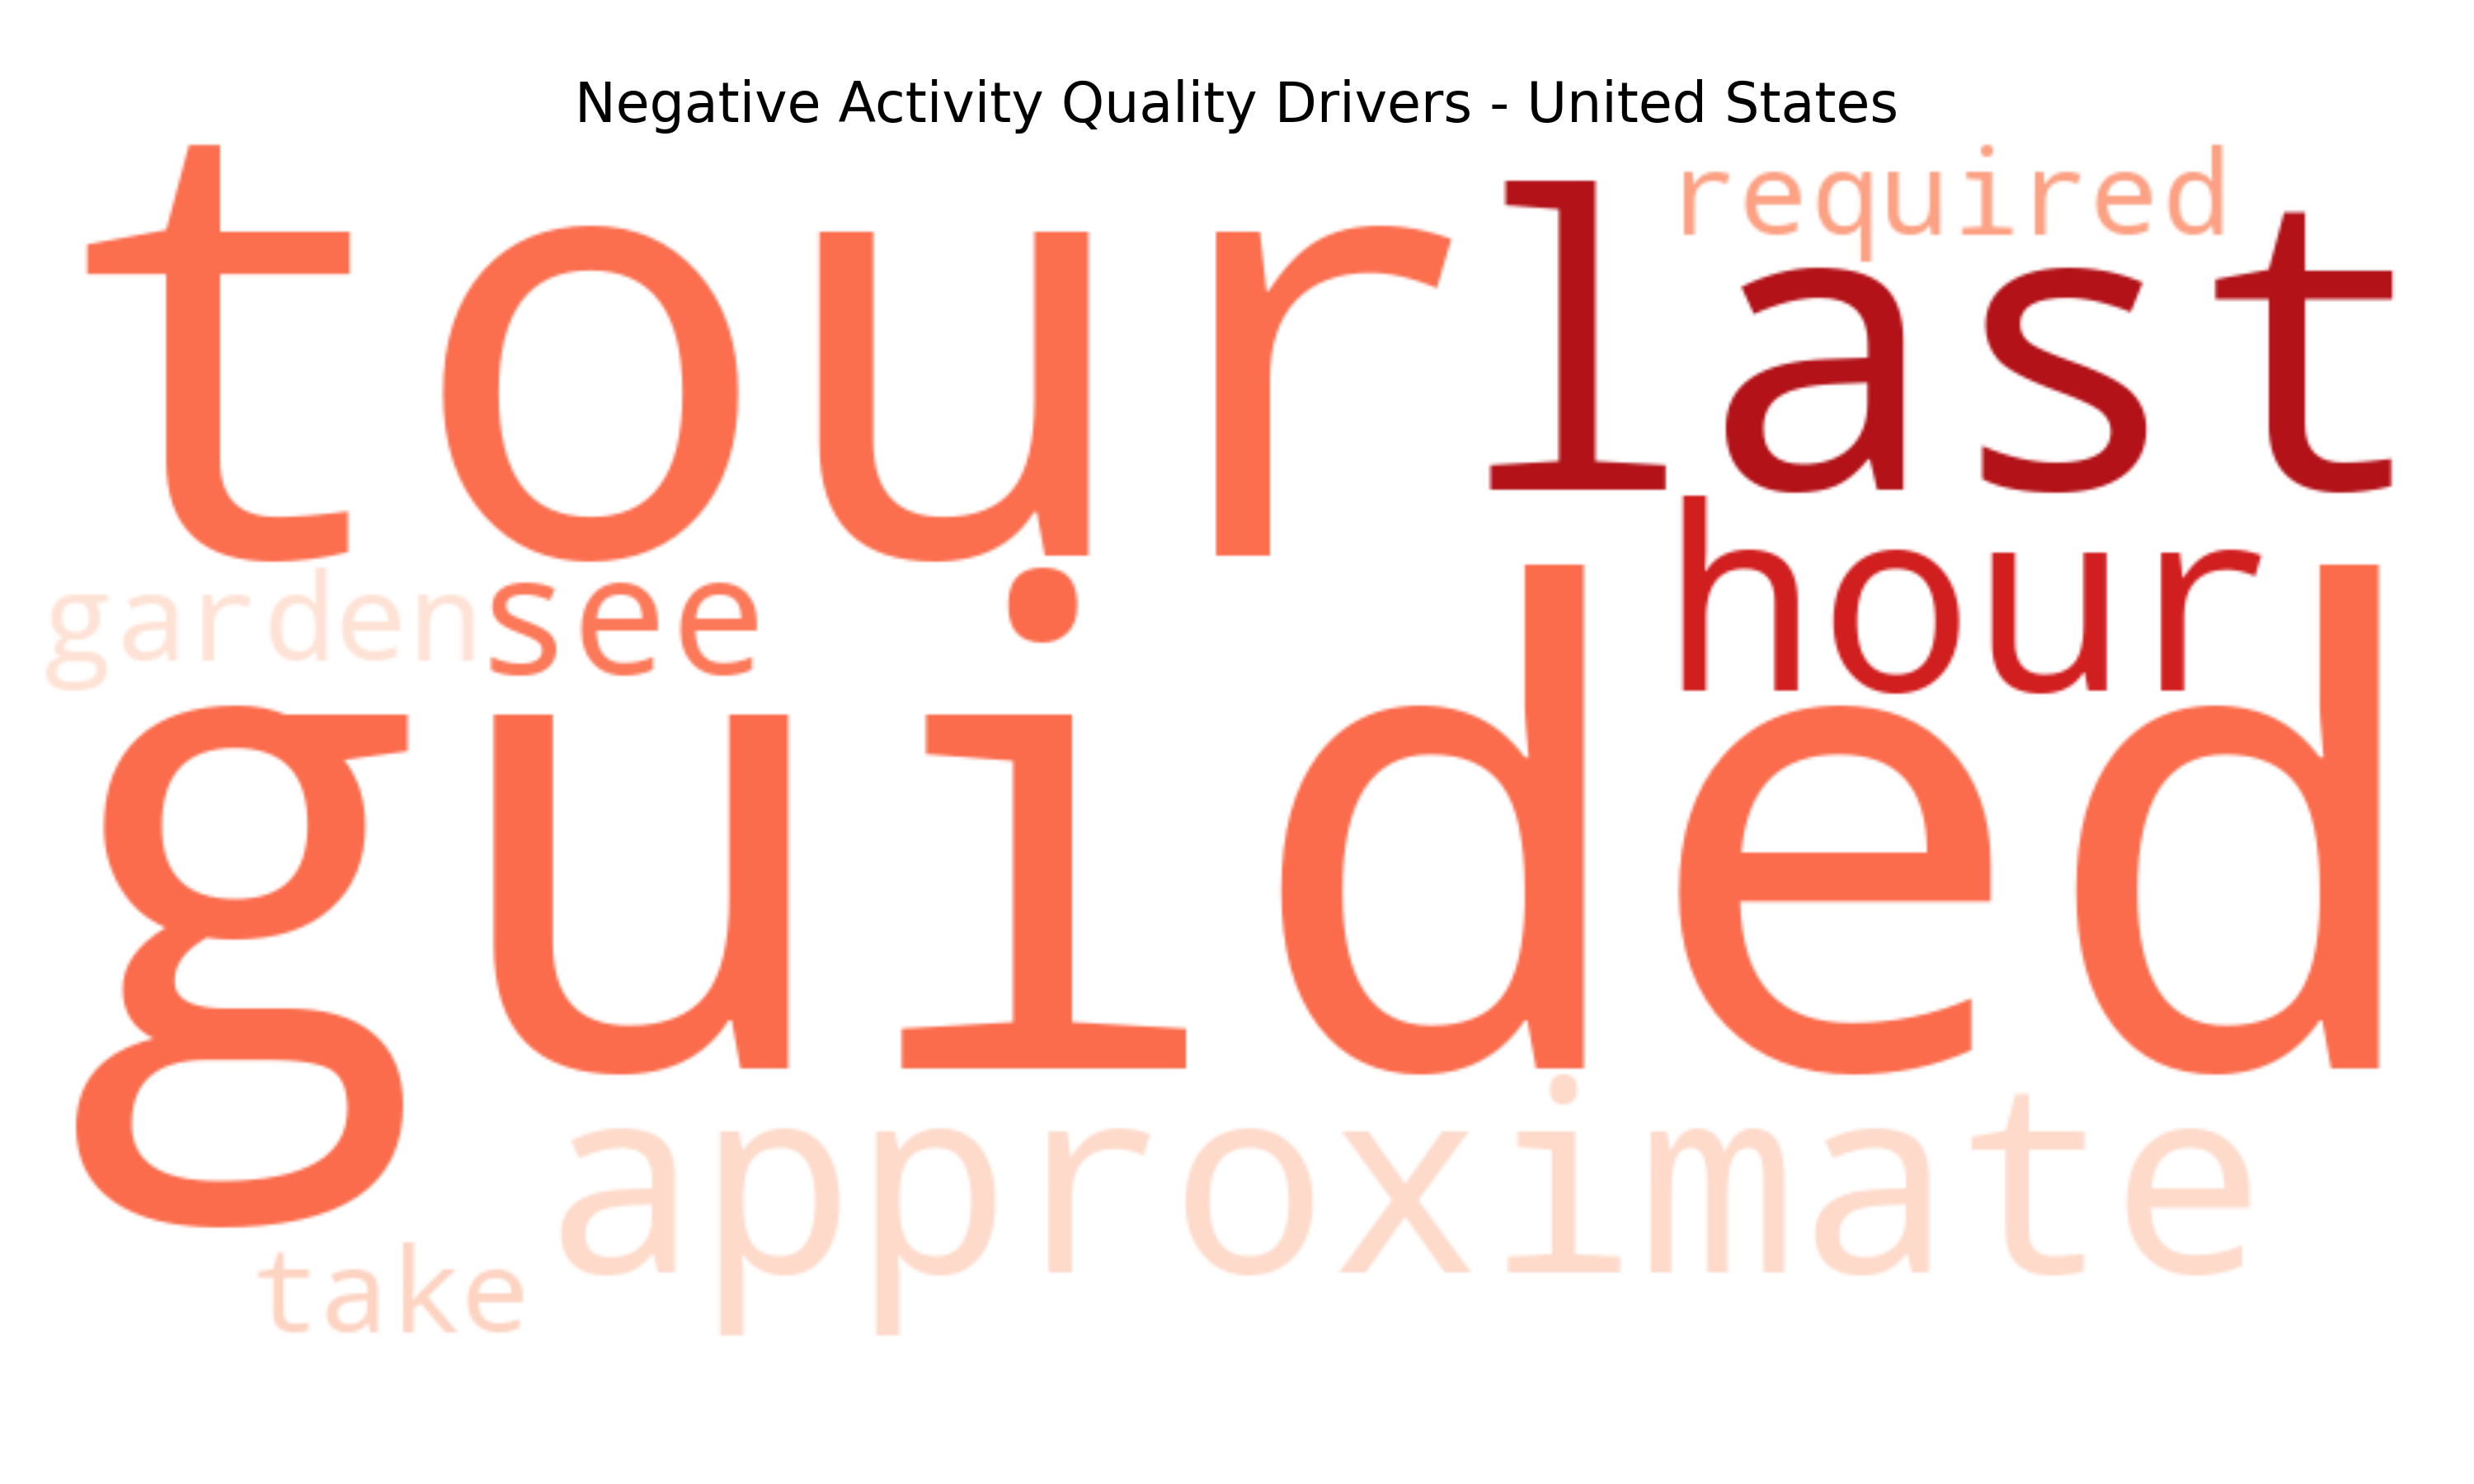 Negative Activity Quality Drivers - United States
required
tour last
hour
garden see
guided
approximate
take